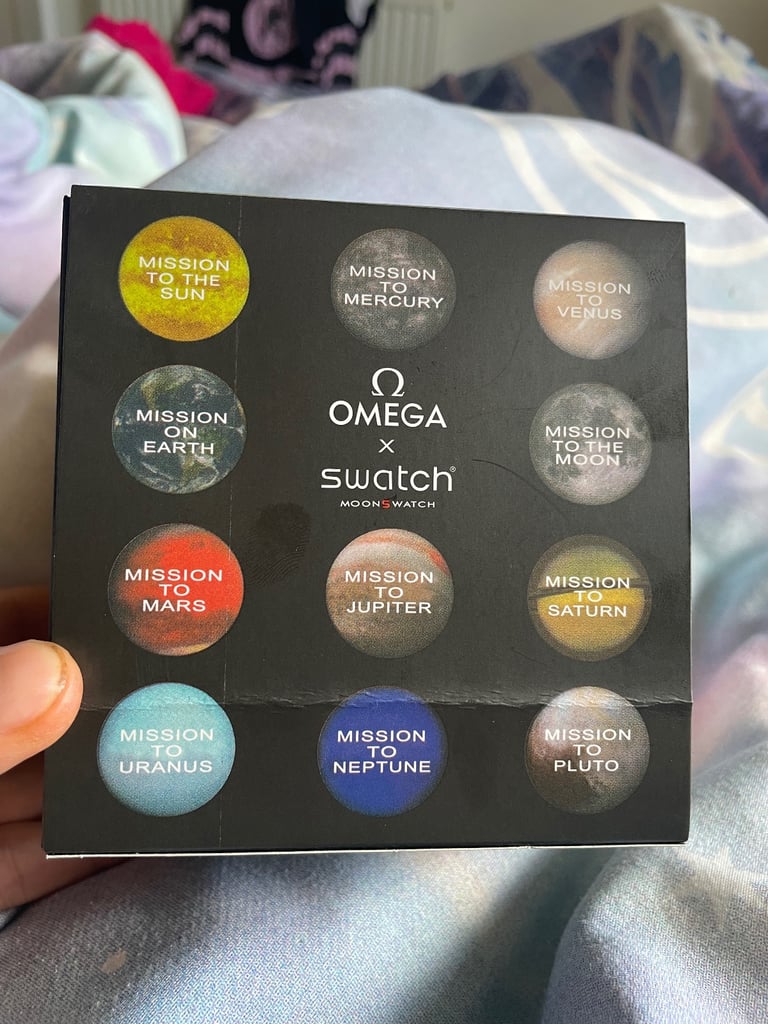 MISSION
TO THE
SUN
MISSION
TO
MERCURY
MISSION
TO
VENUS
MISSION
ON
EARTH
Ω
OMEGA
x
swatch®
MOONSWATCH
MISSION
TO THE
MOON
MISSION
TO
MARS
MISSION
TO
JUPITER
MISSION
TO
SATURN
MISSION
TO
URANUS
MISSION
TO
NEPTUNE
MISSION
TO
PLUTO